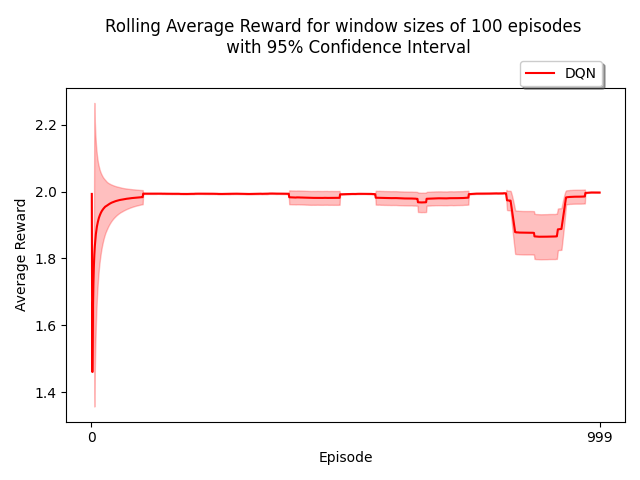 Rolling Average Reward for window sizes of 100 episodes
with 95% Confidence Interval
DQN
2.2
2.0
1.8
1.6
1.4
Average Reward
0
999
Episode